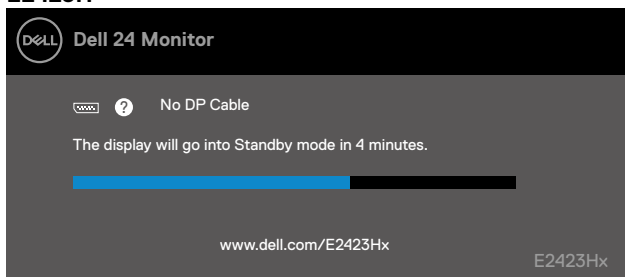 DELL Dell 24 Monitor
? No DP Cable
The display will go into Standby mode in 4 minutes.
www.dell.com/E2423Hx
E2423Hx